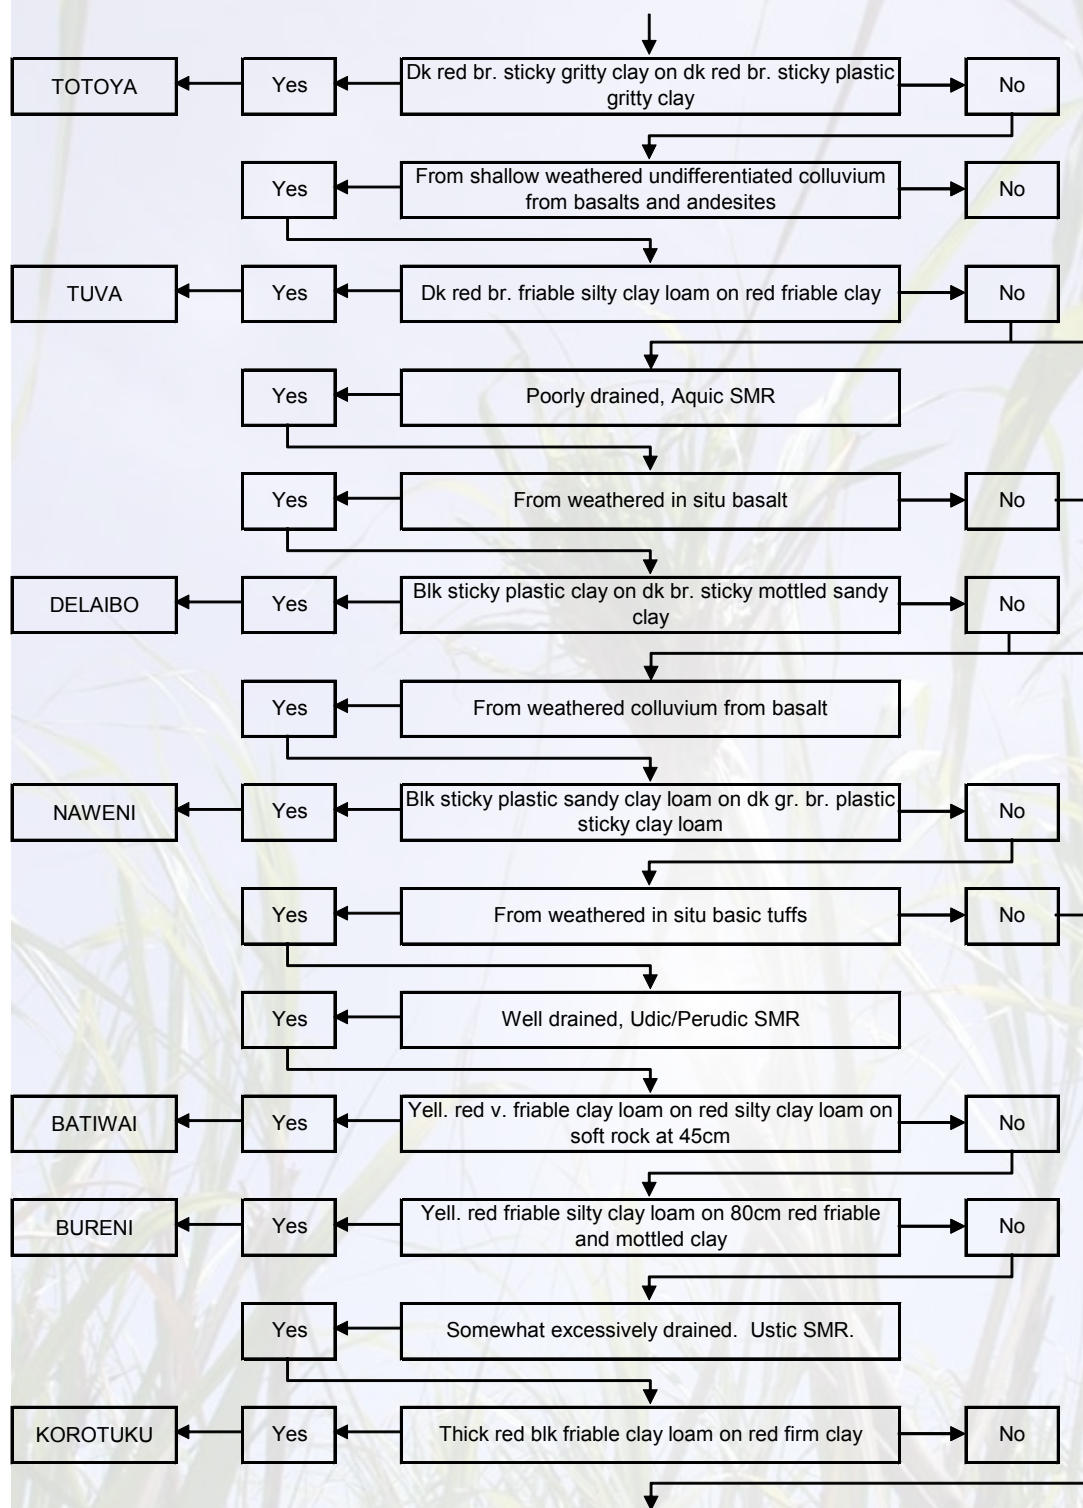 TOTOYA
Yes
Dk red br. sticky gritty clay on dk red br. sticky plastic
gritty clay
No
Yes
From shallow weathered undifferentiated colluvium
from basalts and andesites
No
TUVA
Yes
Dk red br. friable silty clay loam on red friable clay
No
Yes
Poorly drained, Aquic SMR
Yes
From weathered in situ basalt
No
DELAIBO
Yes
Blk sticky plastic clay on dk br. sticky mottled sandy
clay
No
Yes
From weathered colluvium from basalt
NAWENI
Yes
Blk sticky plastic sandy clay loam on dk gr. br. plastic
sticky clay loam
No
Yes
From weathered in situ basic tuffs
No
Yes
Well drained, Udic/Perudic SMR
BATIWAI
Yes
Yell. red v. friable clay loam on red silty clay loam on
soft rock at 45cm
No
BURENI
Yes
Yell. red friable silty clay loam on 80cm red friable
and mottled clay
No
Yes
Somewhat excessively drained.  Ustic SMR.
KOROTUKU
Yes
Thick red blk friable clay loam on red firm clay
No